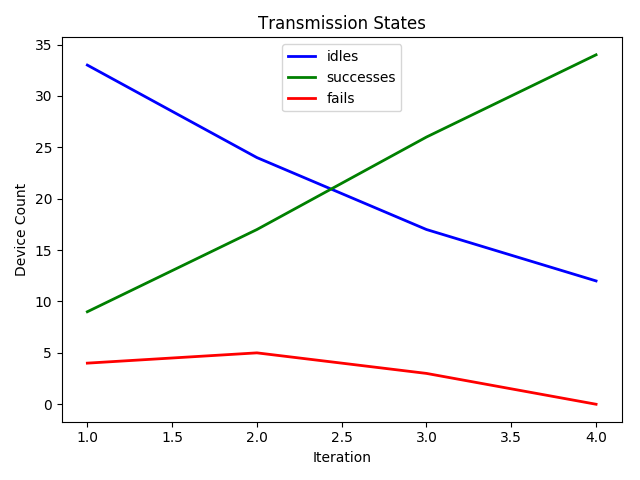 Transmission States
idles
successes
fails
Device Count
35
30
25
20
15
10
5
0
1.0 1.5 2.0 2.5 3.0 3.5 4.0
Iteration